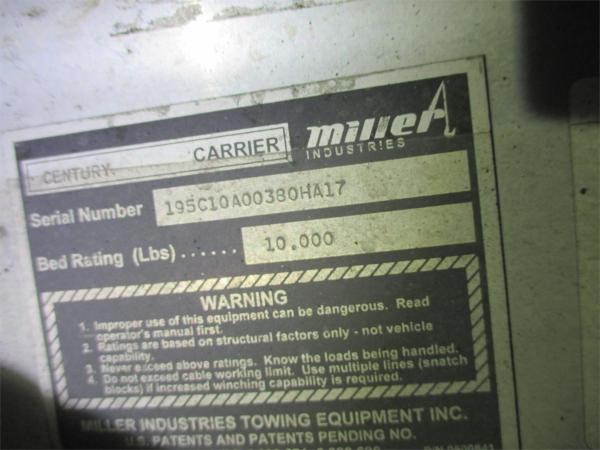 CENTURY CARRIER
miller
INDUSTRIES
Serial Number 195C10A00380HA17
Bed Rating (Lbs)...... 10,000
WARNING
1. Improper use of this equipment can be dangerous. Read
operator's manual first.
2. Ratings are based on structural factors only - not vehicle
capability.
3. Never exceed above ratings. Know the loads being handled.
4. Do not exceed cable working limit. Use multiple lines (snatch
blocks) if increased winching capability is required.
MILLER INDUSTRIES TOWING EQUIPMENT INC.
U.S. PATENTS AND PATENTS PENDING NO.